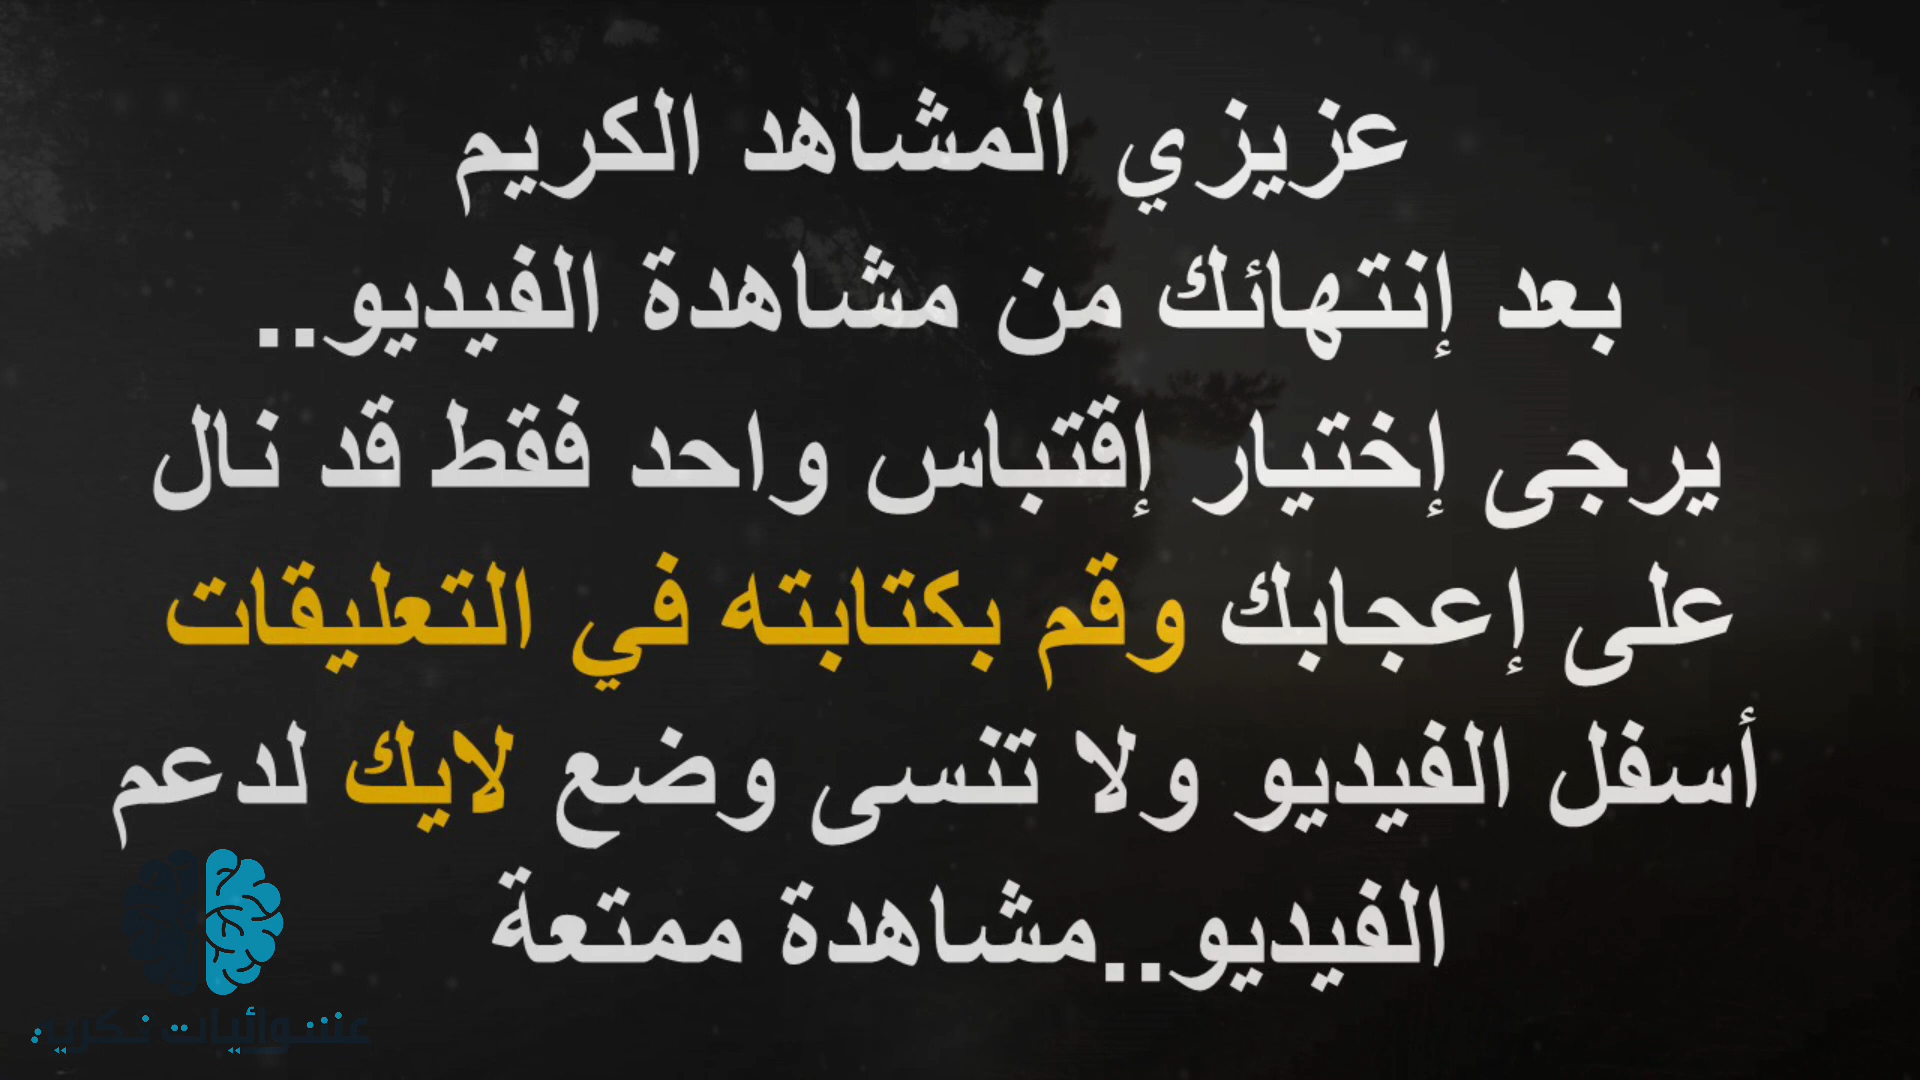 عزيزي المشاهد الكريم
بعد إنتهائك من مشاهدة الفيديو..
يرجى إختيار إقتباس واحد فقط قد نال
على إعجابك وقم بكتابته في التعليقات
أسفل الفيديو ولا تنسى وضع لايك لدعم
الفيديو..مشاهدة ممتعة
عشوائيات فكرية